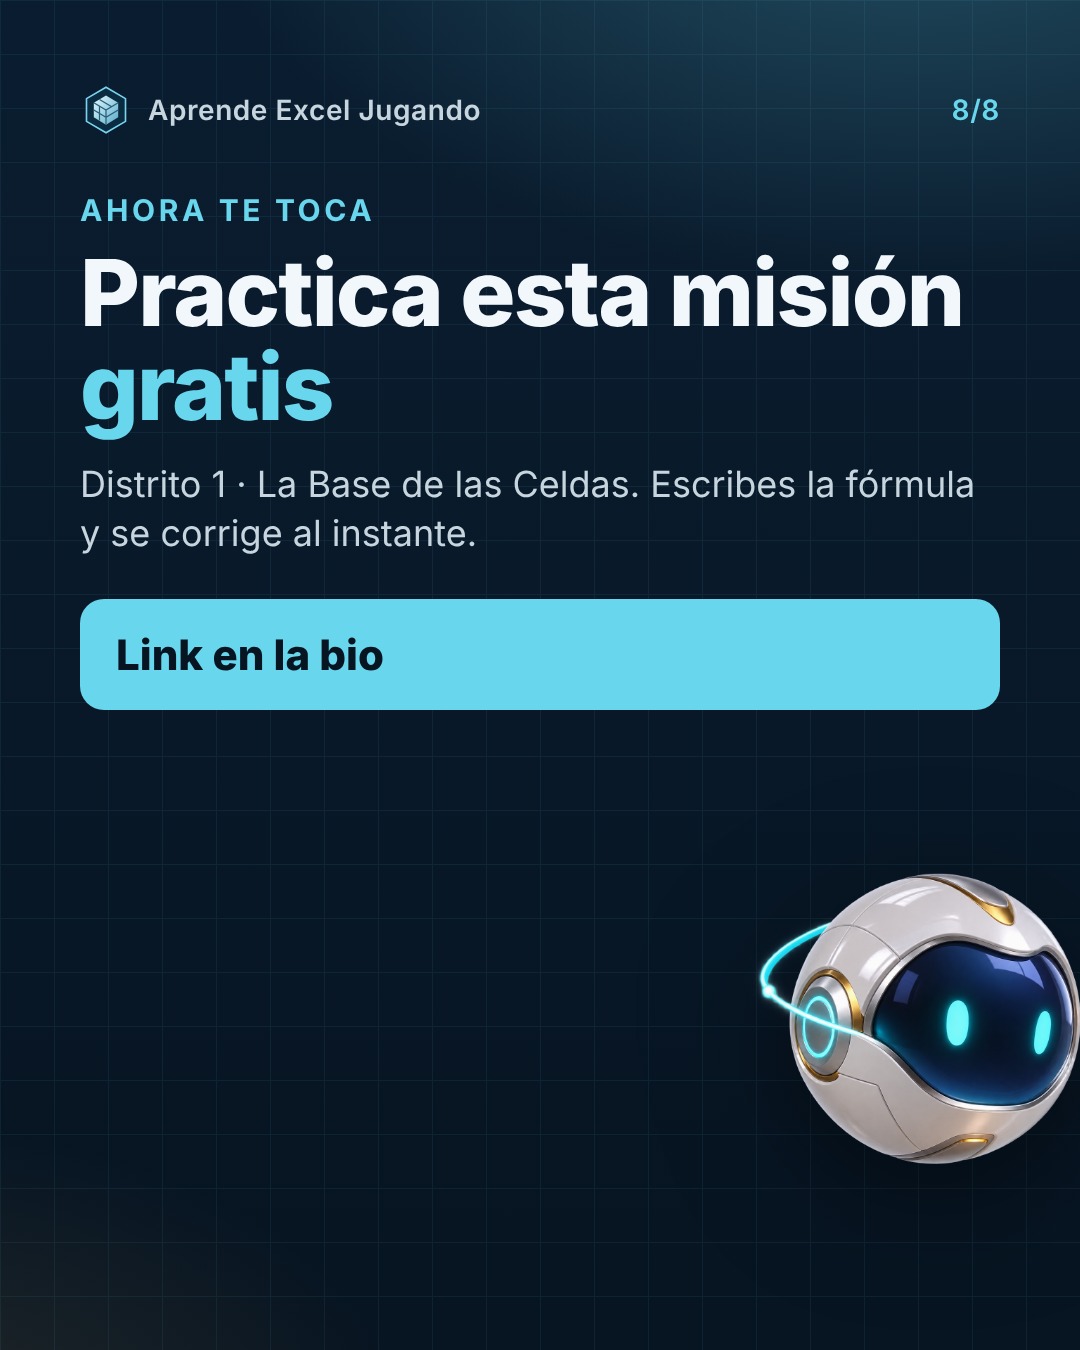 Aprende Excel Jugando
8/8
AHORA TE TOCA
Practica esta misión
gratis
Distrito 1 · La Base de las Celdas. Escribes la fórmula
y se corrige al instante.
Link en la bio